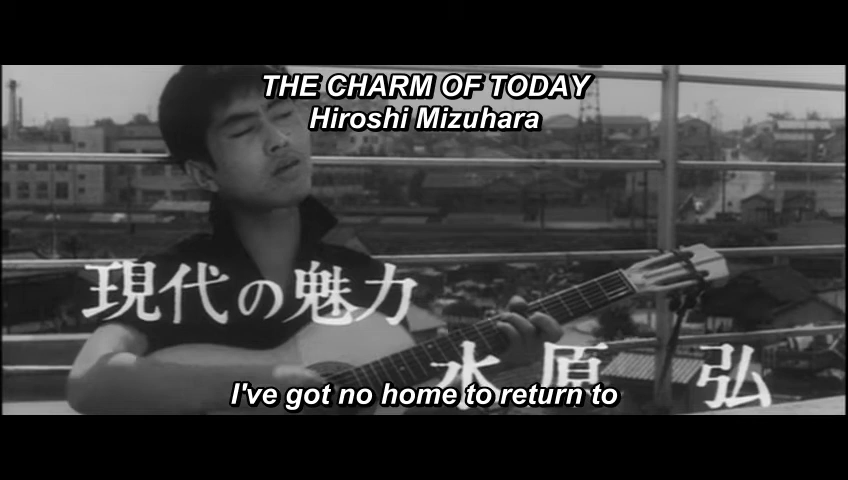 THE CHARM OF TODAY
Hiroshi Mizuhara
現代の魅力
水原 弘
I've got no home to return to